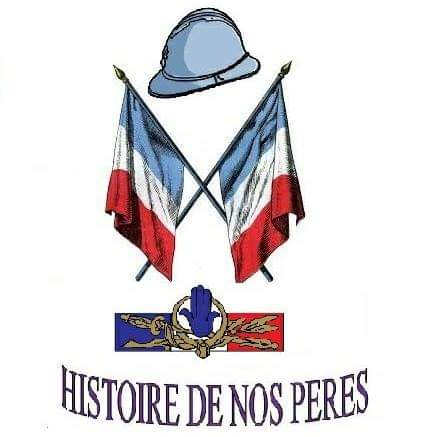 HISTOIRE DE NOS PERES